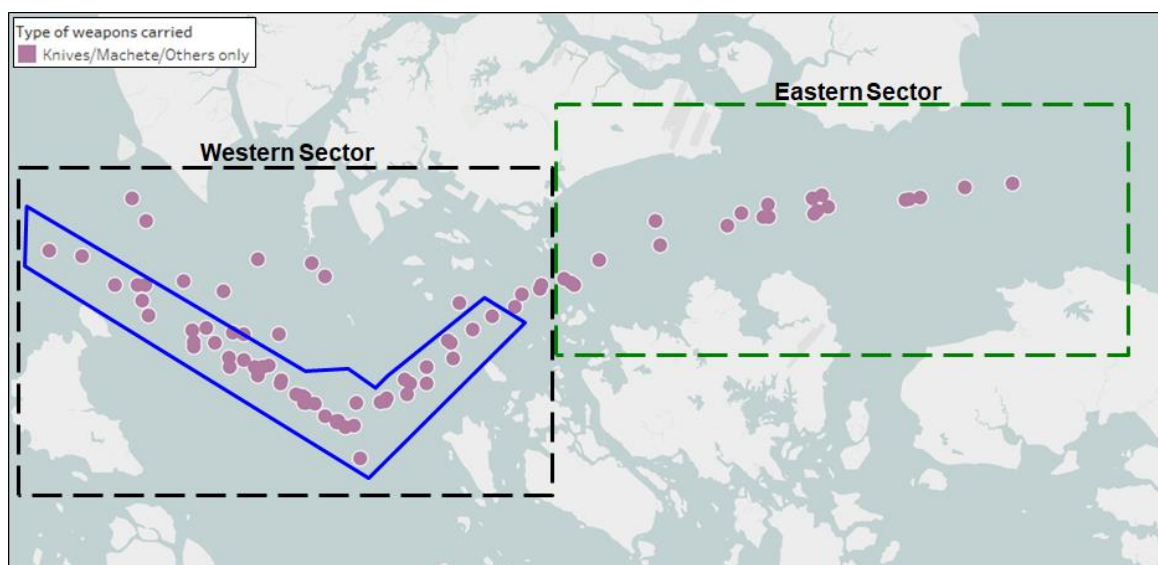 Type of weapons carried
Knives/Machete/Others only
Eastern Sector
Western Sector